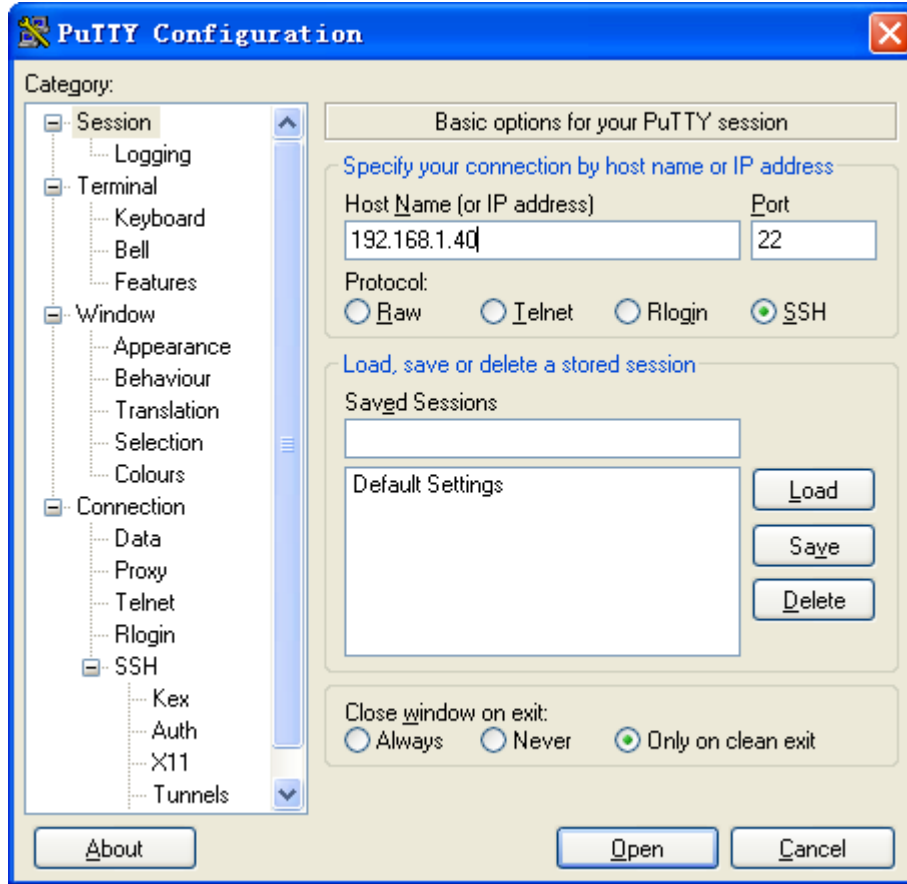 PuTTY Configuration
Category:
Session
Logging
Terminal
Keyboard
Bell
Features
Window
Appearance
Behaviour
Translation
Selection
Colours
Connection
Data
Proxy
Telnet
Rlogin
SSH
Kex
Auth
X11
Tunnels
Basic options for your PuTTY session
Specify your connection by host name or IP address
Host Name (or IP address) Port
192.168.1.40 22
Protocol:
Raw Telnet Rlogin SSH
Load, save or delete a stored session
Saved Sessions
Default Settings
Load
Save
Delete
Close window on exit:
Always Never Only on clean exit
About Open Cancel